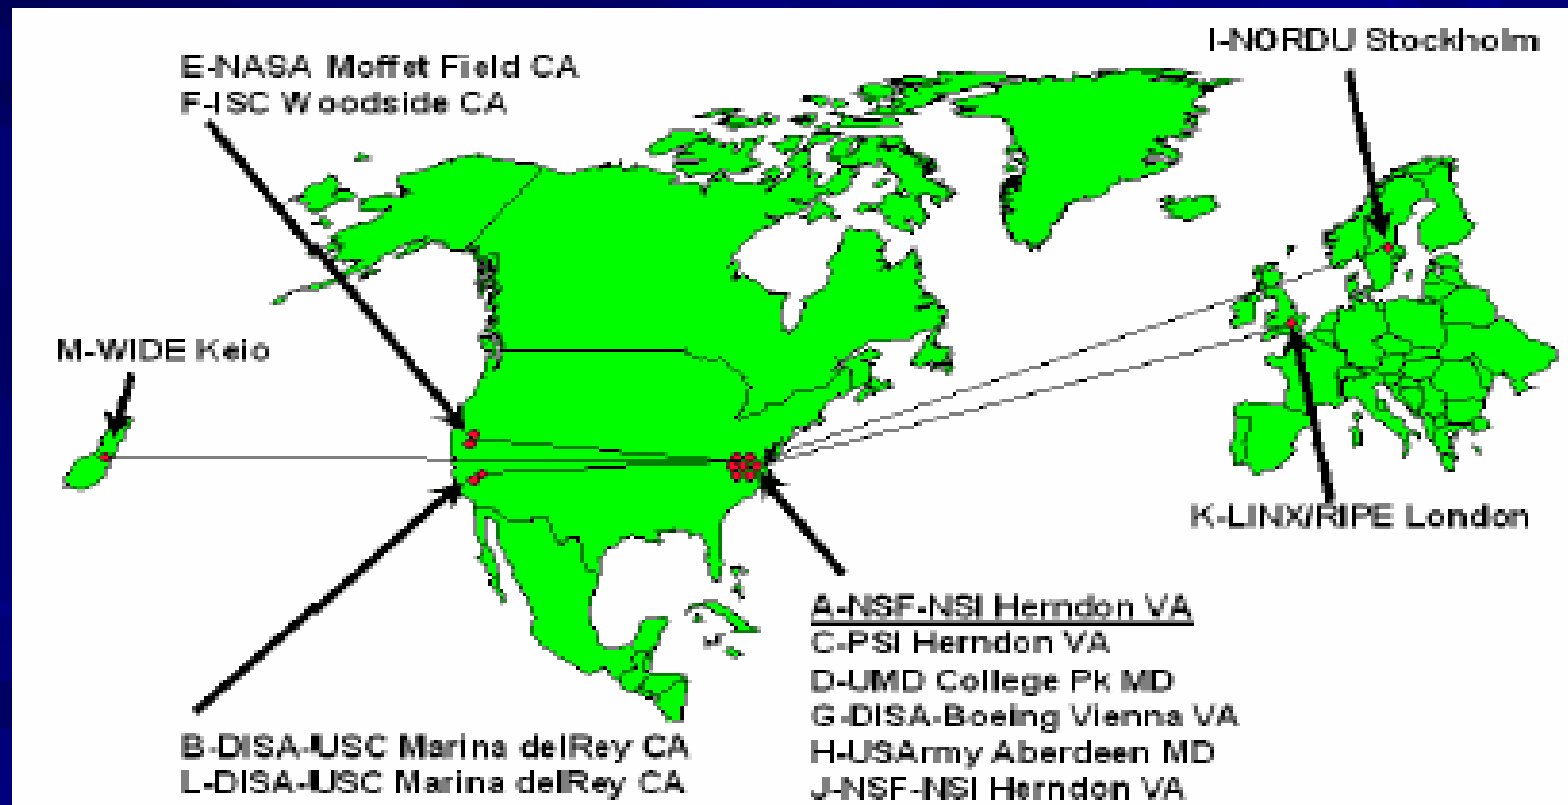 E-NASA Moffet Field CA
F-ISC Woodside CA
I-NORDU Stockholm
M-WIDE Keio
K-LINX/RIPE London
A-NSF-NSI Herndon VA
C-PSI Herndon VA
D-UMD College Pk MD
G-DISA-Boeing Vienna VA
H-USArmy Aberdeen MD
J-NSF-NSI Herndon VA
B-DISA-USC Marina delRey CA
L-DISA-USC Marina delRey CA